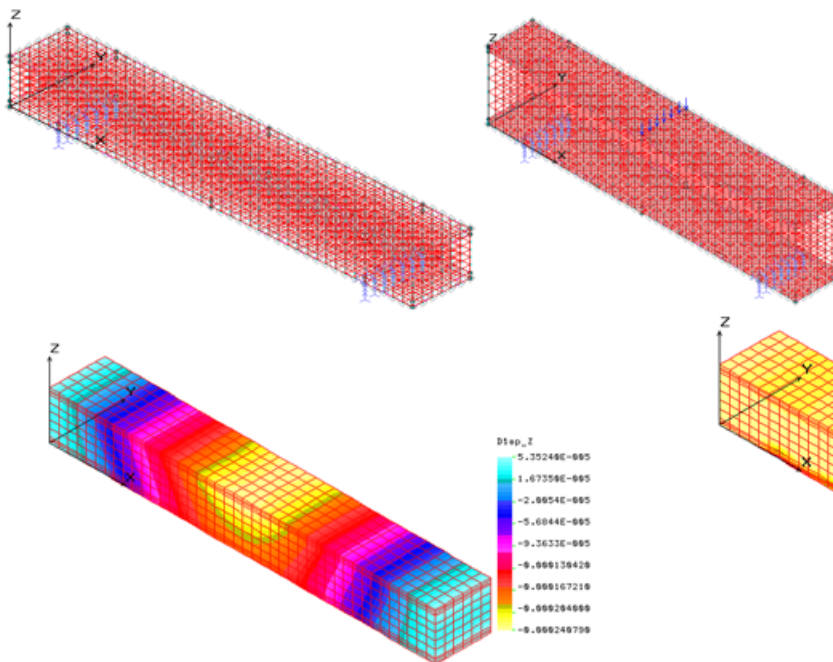 Z
Y
X
Z
Y
X
Z
Y
X
Disp_Z
5.35240E-005
1.67350E-005
-2.0054E-005
-5.6844E-005
-9.3633E-005
-0.000130420
-0.000167210
-0.000204000
-0.000240790
Z
Y
X